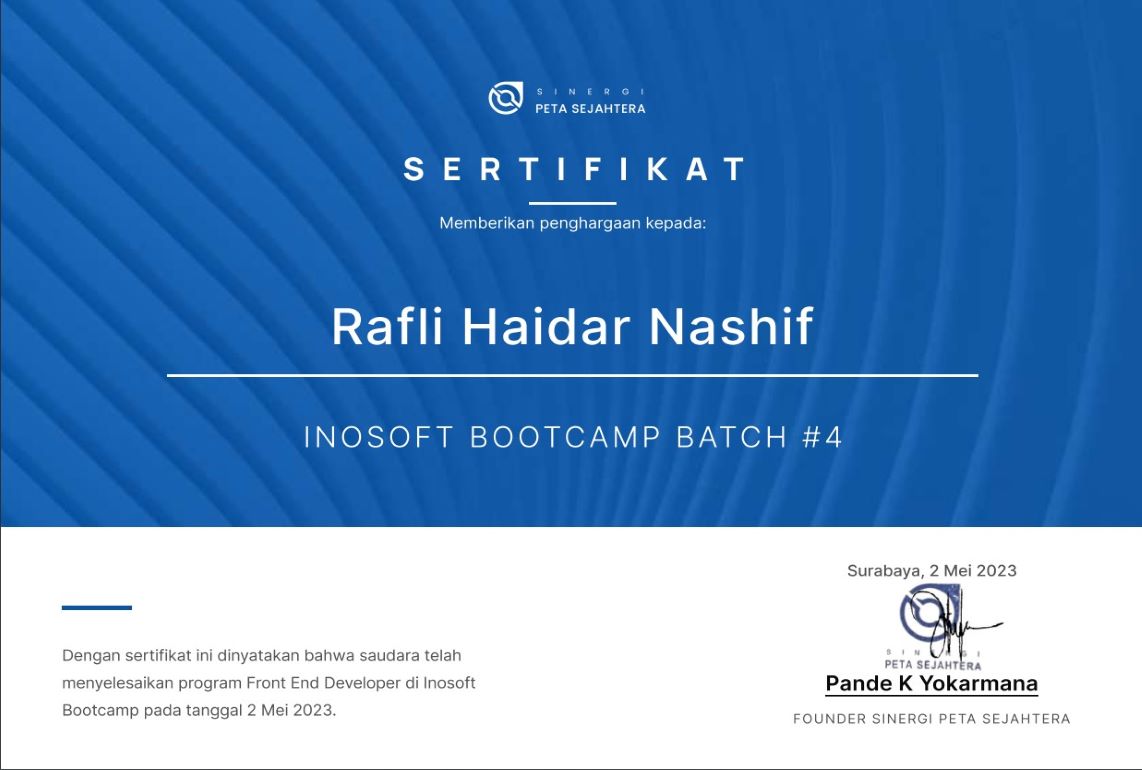 SINERGI
PETA SEJAHTERA
SERTIFIKAT
Memberikan penghargaan kepada:
Rafli Haidar Nashif
INOSOFT BOOTCAMP BATCH #4
Surabaya, 2 Mei 2023
SINERGI
PETA SEJAHTERA
Pande K Yokarmana
FOUNDER SINERGI PETA SEJAHTERA
Dengan sertifikat ini dinyatakan bahwa saudara telah
menyelesaikan program Front End Developer di Inosoft
Bootcamp pada tanggal 2 Mei 2023.